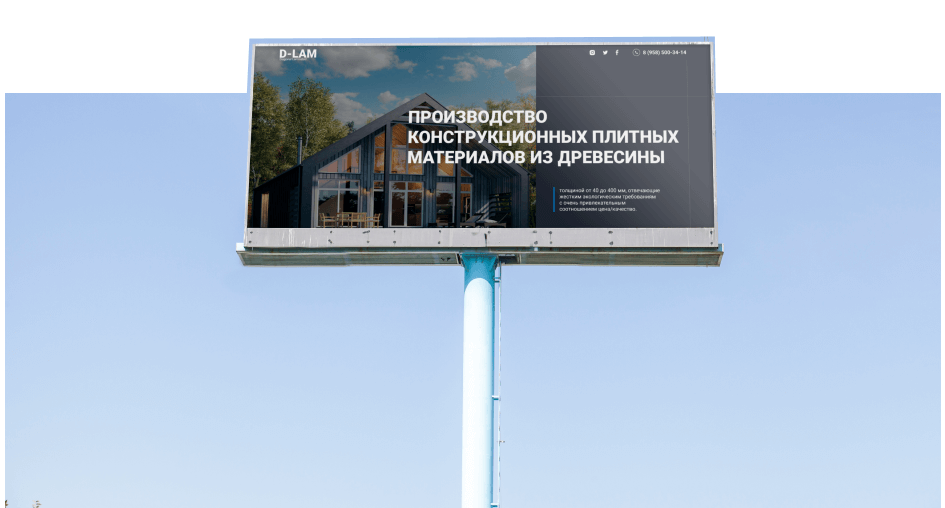 D-LAM
8 (958) 500-34-14
ПРОИЗВОДСТВО
КОНСТРУКЦИОННЫХ ПЛИТНЫХ
МАТЕРИАЛОВ ИЗ ДРЕВЕСИНЫ
толщиной от 40 до 400 мм, отвечающие
жестким экологическим требованиям
с очень привлекательным
соотношением цена/качество.